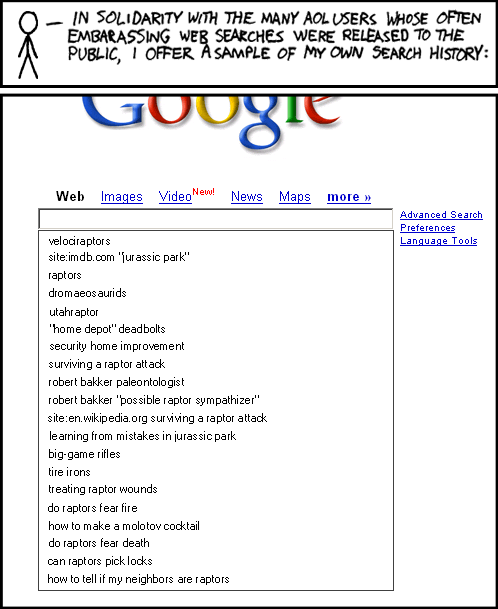 IN SOLIDARITY WITH THE MANY AOL USERS WHOSE OFTEN
EMBARASSING WEB SEARCHES WERE RELEASED TO THE
PUBLIC, I OFFER A SAMPLE OF MY OWN SEARCH HISTORY:
Google
Web Images Video New! News Maps more »
Advanced Search
Preferences
Language Tools
velociraptors
site:imdb.com "jurassic park"
raptors
dromaeosaurids
utahraptor
"home depot" deadbolts
security home improvement
surviving a raptor attack
robert bakker paleontologist
robert bakker "possible raptor sympathizer"
site:en.wikipedia.org surviving a raptor attack
learning from mistakes in jurassic park
big-game rifles
tire irons
treating raptor wounds
do raptors fear fire
how to make a molotov cocktail
do raptors fear death
can raptors pick locks
how to tell if my neighbors are raptors